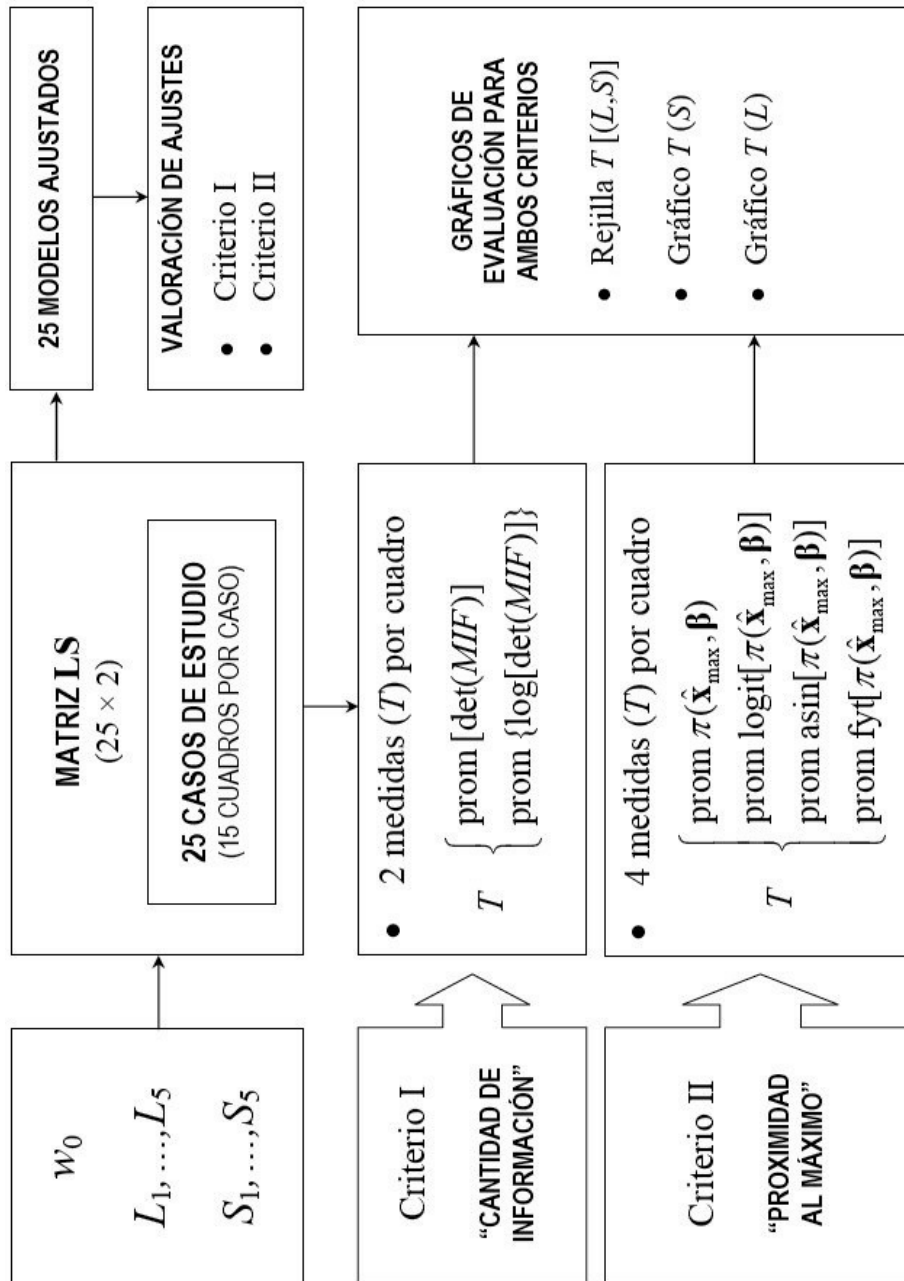 w₀
L₁,...,L₅
S₁,...,S₅
MATRIZ LS
(25 × 2)
25 CASOS DE ESTUDIO
(15 CUADROS POR CASO)
25 MODELOS AJUSTADOS
VALORACIÓN DE AJUSTES
• Criterio I
• Criterio II
Criterio I
“CANTIDAD DE
INFORMACIÓN”
• 2 medidas (T) por cuadro
T { prom [det(MIF)]
prom {log[det(MIF)]}
Criterio II
“PROXIMIDAD
AL MÁXIMO”
• 4 medidas (T) por cuadro
T { prom π(x̂max, β)
prom logit[π(x̂max, β)]
prom asin[π(x̂max, β)]
prom fyt[π(x̂max, β)]
GRÁFICOS DE
EVALUACIÓN PARA
AMBOS CRITERIOS
• Rejilla T [(L,S)]
• Gráfico T (S)
• Gráfico T (L)